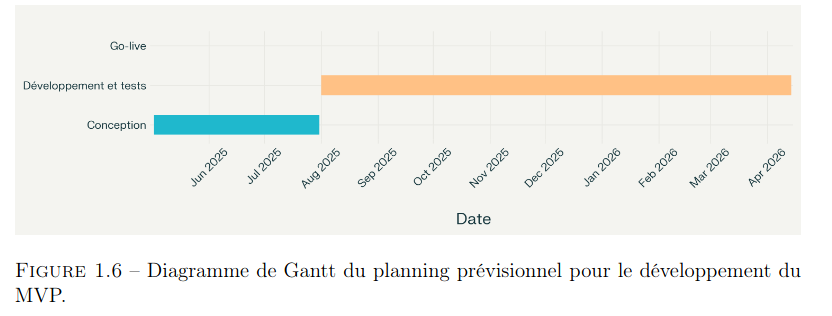 Go-live
Développement et tests
Conception
Jun 2025
Jul 2025
Aug 2025
Sep 2025
Oct 2025
Nov 2025
Dec 2025
Jan 2026
Feb 2026
Mar 2026
Apr 2026
Date
FIGURE 1.6 – Diagramme de Gantt du planning prévisionnel pour le développement du
MVP.